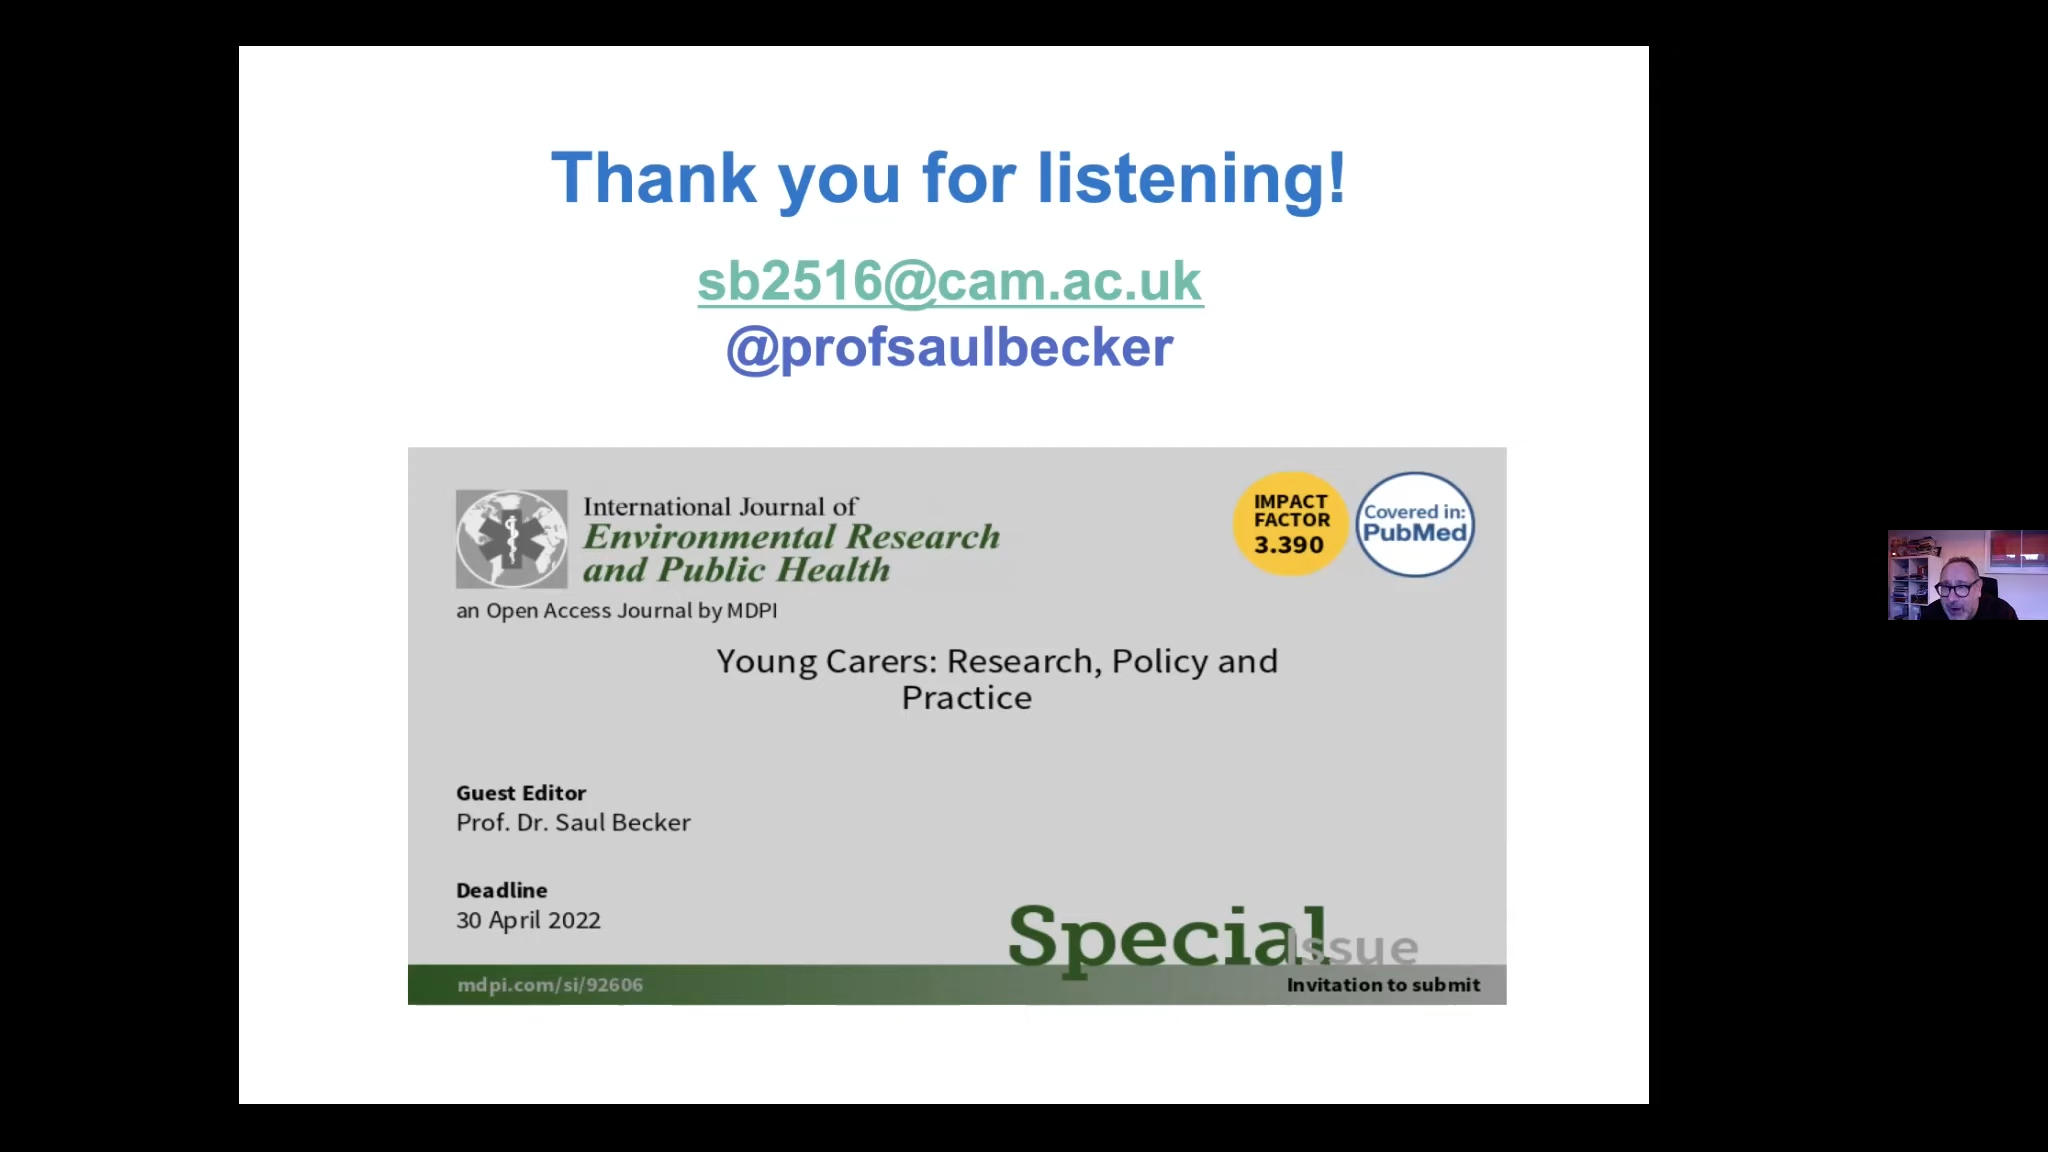 Thank you for listening!
sb2516@cam.ac.uk
@profsaulbecker
International Journal of
Environmental Research
and Public Health
an Open Access Journal by MDPI
IMPACT
FACTOR
3.390
Covered in:
PubMed
Young Carers: Research, Policy and
Practice
Guest Editor
Prof. Dr. Saul Becker
Deadline
30 April 2022
Special Issue
mdpi.com/si/92606
Invitation to submit